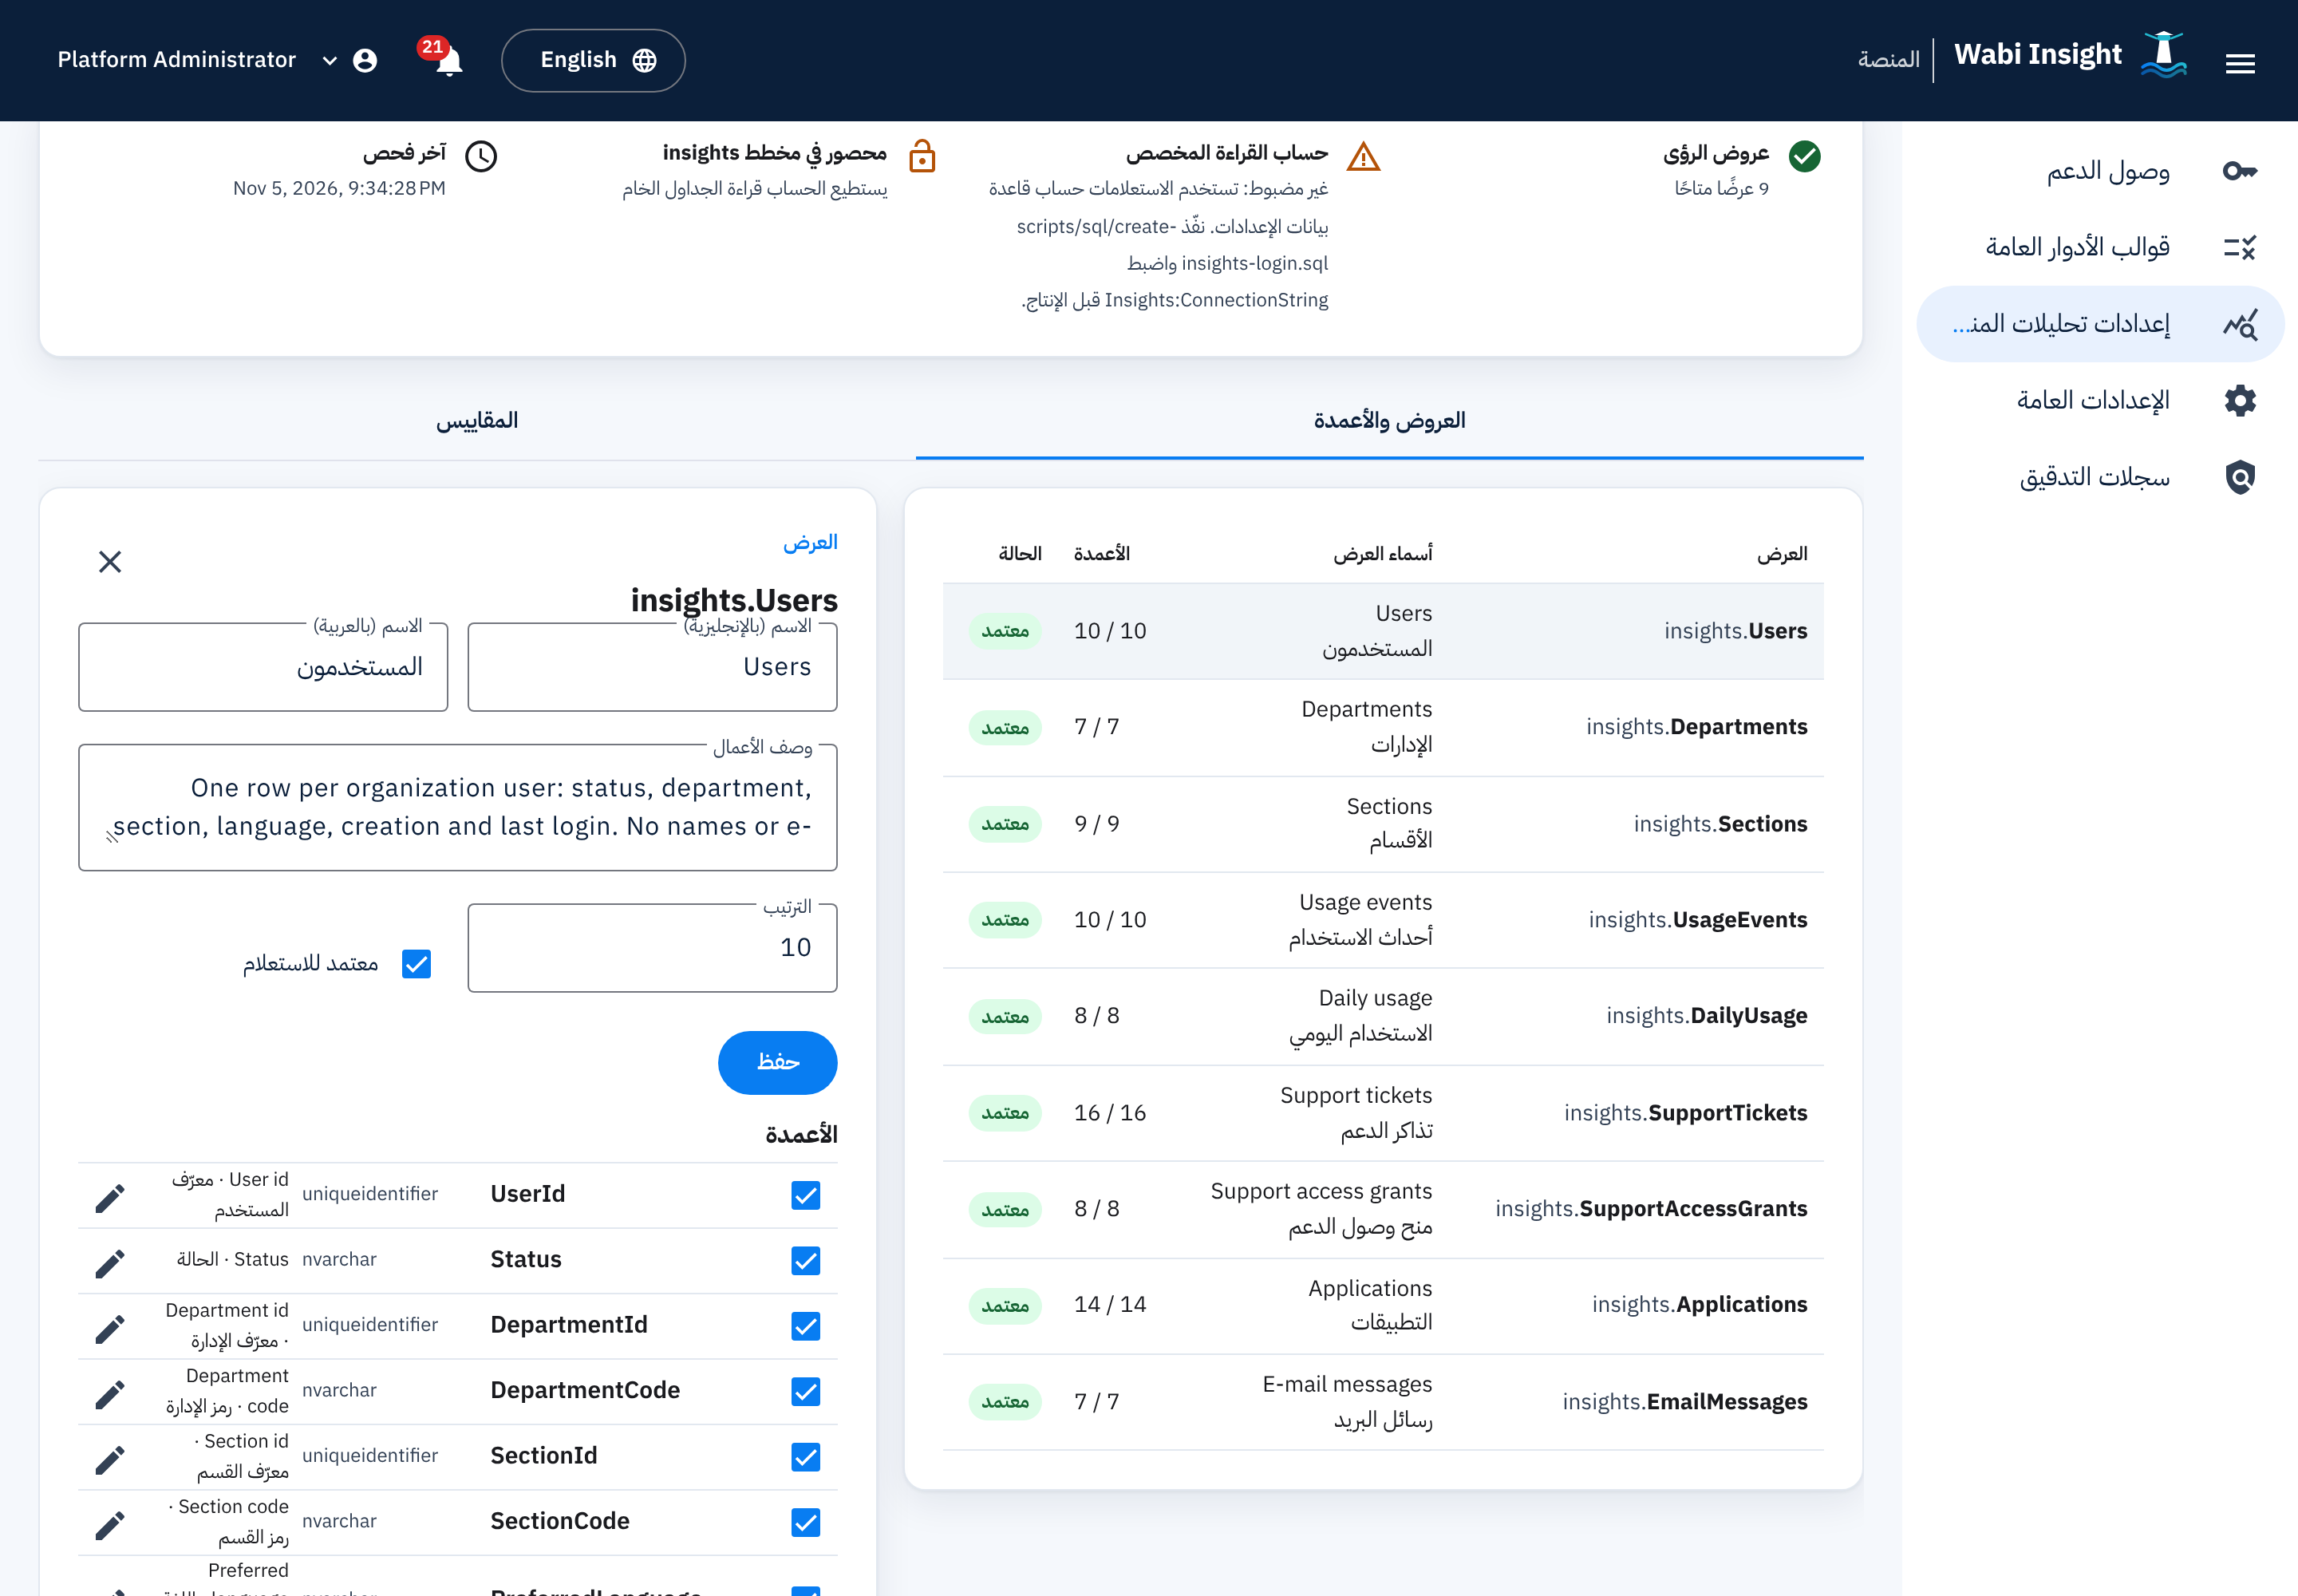 Wabi Insight
المنصة
English
21
Platform Administrator
وصول الدعم
قوالب الأدوار العامة
إعدادات تحليلات المنـ...
الإعدادات العامة
سجلات التدقيق
عروض الرؤى
9 عرضًا متاحًا
حساب القراءة المخصص
غير مضبوط: تستخدم الاستعلامات حساب قاعدة
بيانات الإعدادات. نفّذ scripts/sql/create-
insights-login.sql واضبط
Insights:ConnectionString قبل الإنتاج.
محصور في مخطط insights
يستطيع الحساب قراءة الجداول الخام
آخر فحص
Nov 5, 2026, 9:34:28 PM
العروض والأعمدة
المقاييس
العرض
أسماء العرض
الأعمدة
الحالة
insights.Users
Users
المستخدمون
10 / 10
معتمد
insights.Departments
Departments
الإدارات
7 / 7
معتمد
insights.Sections
Sections
الأقسام
9 / 9
معتمد
insights.UsageEvents
Usage events
أحداث الاستخدام
10 / 10
معتمد
insights.DailyUsage
Daily usage
الاستخدام اليومي
8 / 8
معتمد
insights.SupportTickets
Support tickets
تذاكر الدعم
16 / 16
معتمد
insights.SupportAccessGrants
Support access grants
منح وصول الدعم
8 / 8
معتمد
insights.Applications
Applications
التطبيقات
14 / 14
معتمد
insights.EmailMessages
E-mail messages
رسائل البريد
7 / 7
معتمد
العرض
insights.Users
الاسم (بالإنجليزية)
Users
الاسم (بالعربية)
المستخدمون
وصف الأعمال
One row per organization user: status, department,
section, language, creation and last login. No names or e-
الترتيب
10
معتمد للاستعلام
حفظ
الأعمدة
UserId
uniqueidentifier
User id · معرّف
المستخدم
Status
nvarchar
Status · الحالة
DepartmentId
uniqueidentifier
Department id
· معرّف الإدارة
DepartmentCode
nvarchar
Department
code · رمز الإدارة
SectionId
uniqueidentifier
Section id ·
معرّف القسم
SectionCode
nvarchar
Section code ·
رمز القسم
PreferredLanguage
nvarchar
Preferred